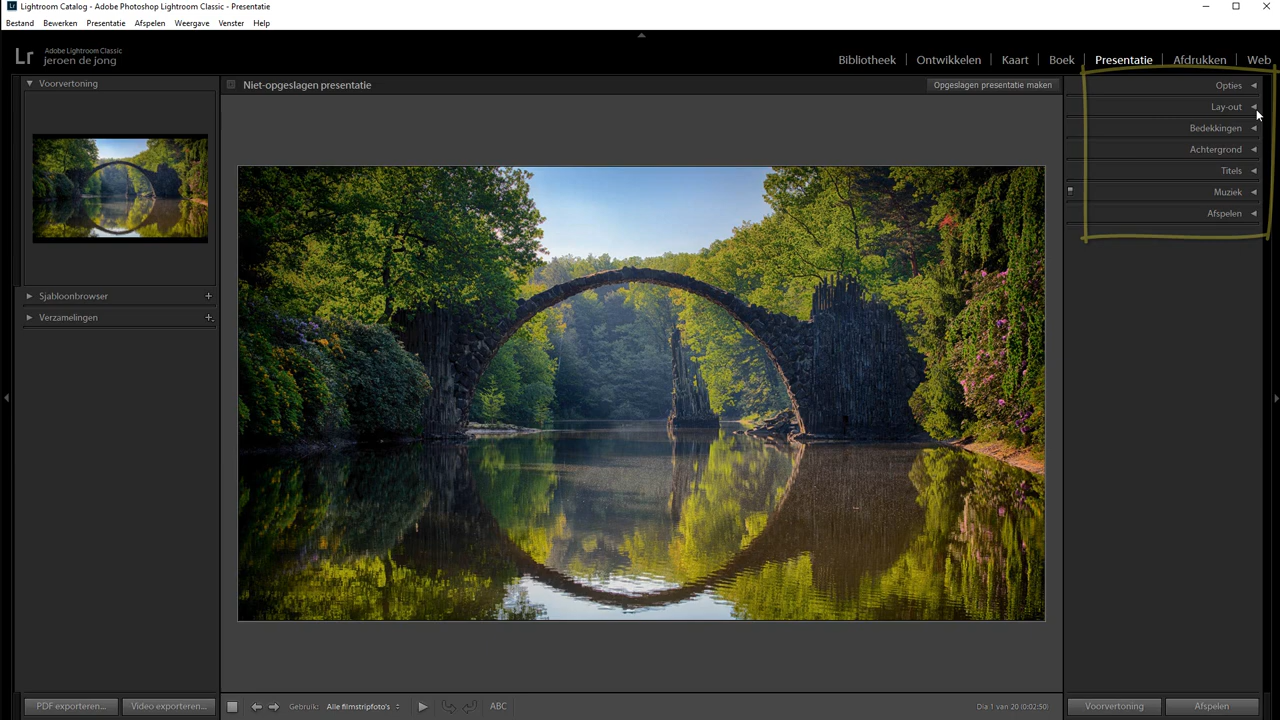 Lightroom Catalog - Adobe Photoshop Lightroom Classic - Presentatie
Bestand Bewerken Presentatie Afspelen Weergave Venster Help
Lr Adobe Lightroom Classic
jeroen de jong
Bibliotheek Ontwikkelen Kaart Boek Presentatie Afdrukken Web
Voorvertoning
Niet-opgeslagen presentatie
Opgeslagen presentatie maken
Opties
Lay-out
Bedekkingen
Achtergrond
Titels
Muziek
Afspelen
Sjabloonbrowser
Verzamelingen
PDF exporteren...
Video exporteren...
Gebruik: Alle filmstripfoto's
ABC
Dia 1 van 20 (0:02:50)
Voorvertoning
Afspelen